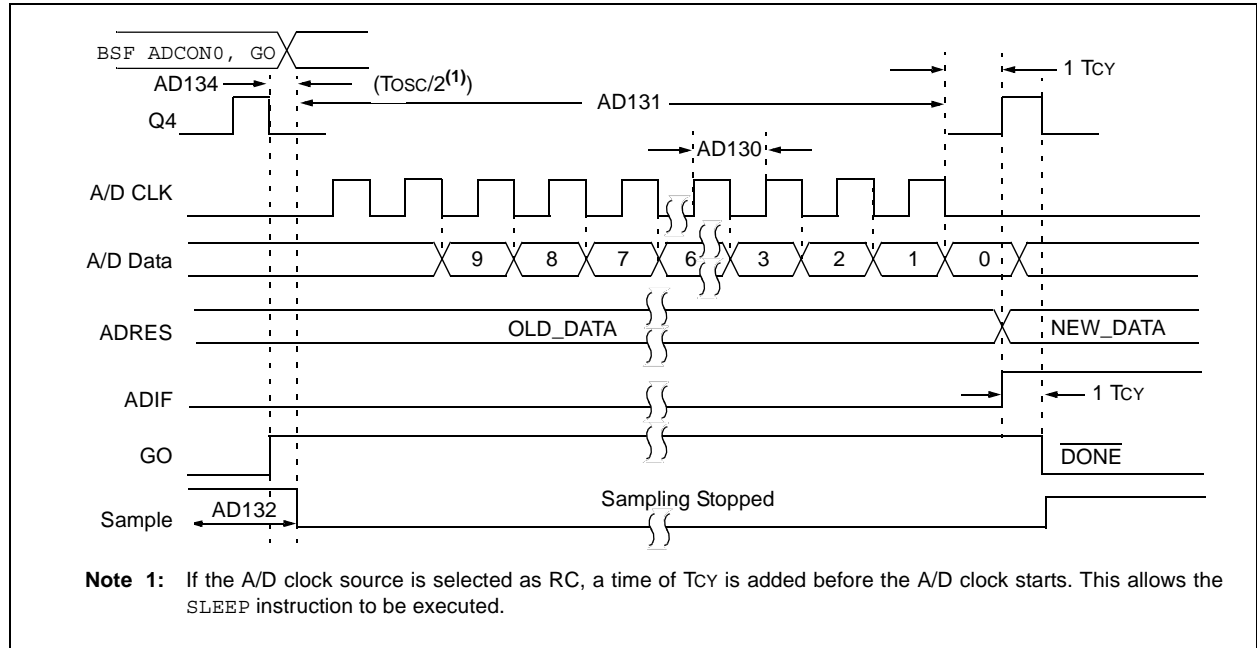 BSF ADCON0, GO
AD134 (TOSC/2(1)) 1 TCY
AD131
Q4
AD130
A/D CLK
A/D Data 9 8 7 6 3 2 1 0
ADRES OLD_DATA NEW_DATA
ADIF 1 TCY
GO DONE
Sample AD132 Sampling Stopped
Note 1: If the A/D clock source is selected as RC, a time of TCY is added before the A/D clock starts. This allows the
SLEEP instruction to be executed.